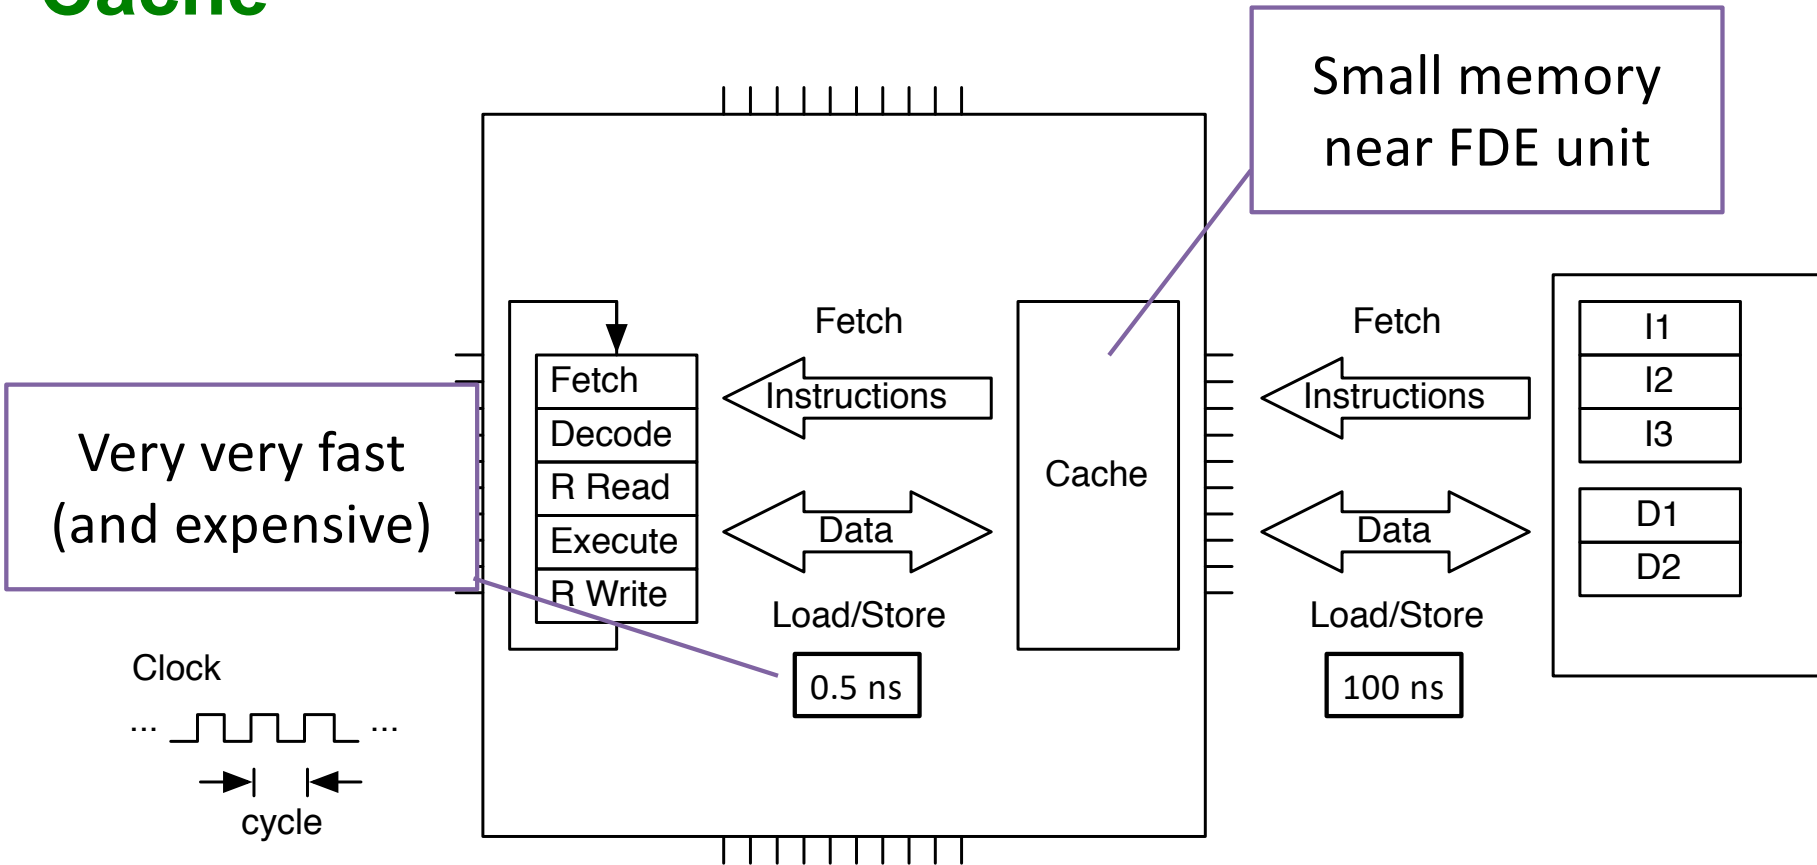 Cache
Small memory
near FDE unit
Very very fast
(and expensive)
Fetch
Decode
R Read
Execute
R Write
Fetch
Instructions
Data
Load/Store
0.5 ns
Cache
Fetch
Instructions
Data
Load/Store
100 ns
I1
I2
I3
D1
D2
Clock
... ...
cycle